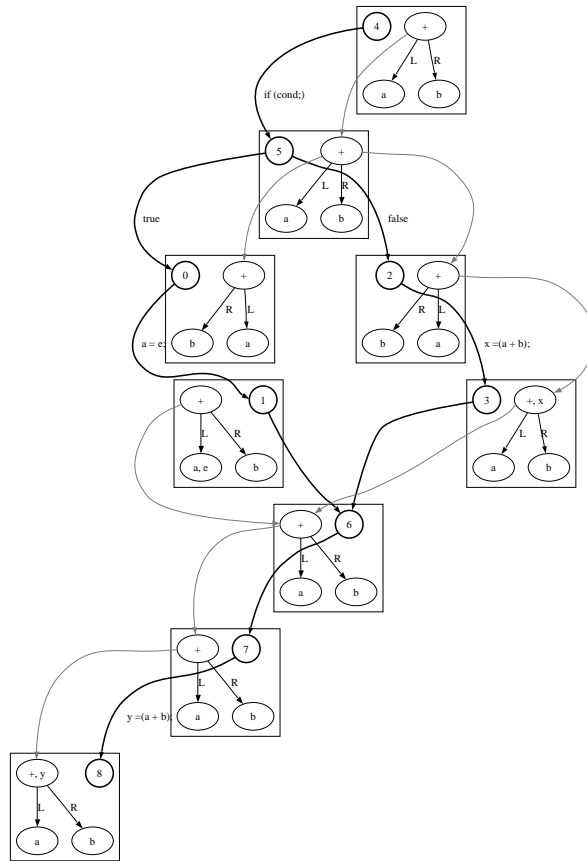 4 +
L R
a b
if (cond;)
5 +
L R
a b
true false
0 +
R L
b a
2 +
R L
b a
a = e;
x =(a + b);
+ 1
L R
a, e b
3 +, x
L R
a b
+ 6
L R
a b
+ 7
L R
a b
y =(a + b);
+, y 8
L R
a b